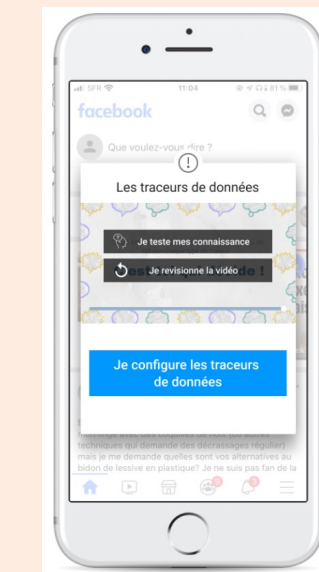 SFR 11:04 81 %
facebook
Que voulez-vous dire ?
Les traceurs de données
Je teste mes connaissance
Je revisionne la vidéo
Je configure les traceurs
de données
techniques qui demande des décrassages régulier)
mais je me demande quelles sont vos alternatives au
bidon de lessive en plastique? Je ne suis pas fan de la